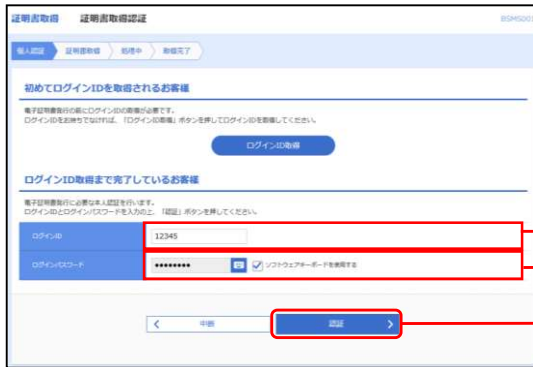 証明書取得 証明書取得認証
BSMS001
個人認証 証明書取得 処理中 取得完了
初めてログインIDを取得されるお客様
電子証明書発行の前にログインIDの取得が必要です。
ログインIDをお持ちでなければ、「ログインID取得」ボタンを押してログインIDを取得してください。
ログインID取得
ログインID取得まで完了しているお客様
電子証明書発行に必要な本人認証を行います。
ログインIDとログインパスワードを入力の上、「認証」ボタンを押してください。
ログインID 12345
ログインパスワード ●●●●●●●● ソフトウェアキーボードを使用する
中断 認証